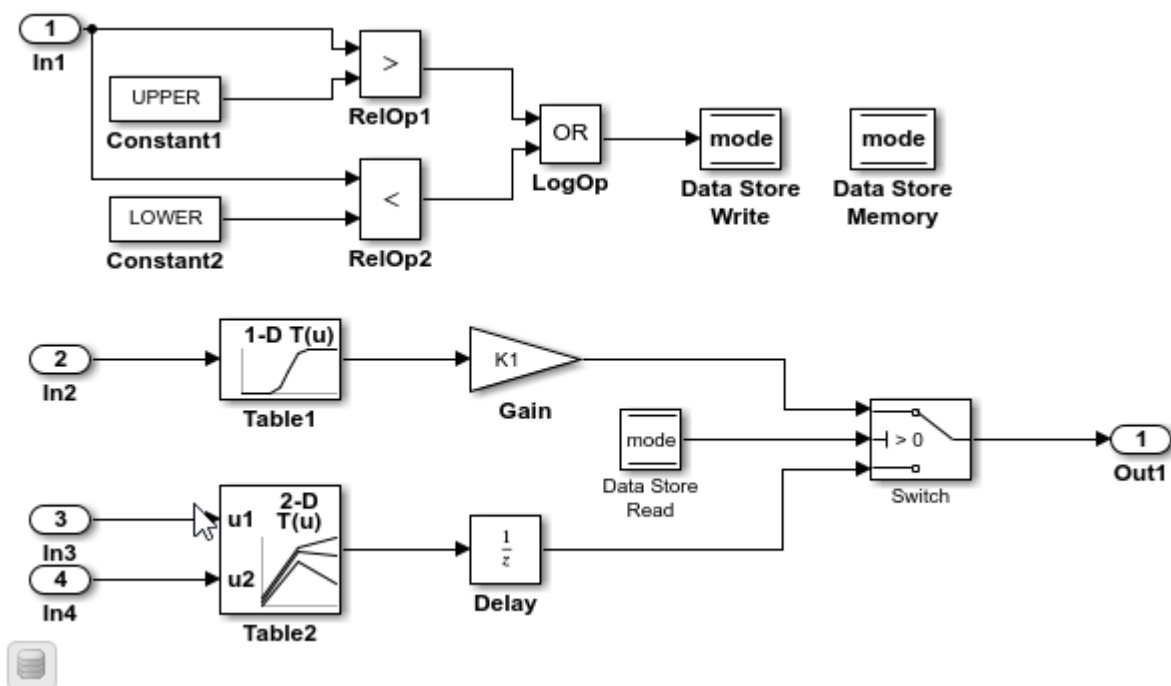 1
In1
UPPER
Constant1
>
RelOp1
LOWER
Constant2
<
RelOp2
OR
LogOp
mode
Data Store
Write
mode
Data Store
Memory
2
In2
1-D T(u)
Table1
K1
Gain
mode
Data Store
Read
> 0
Switch
1
Out1
3
In3
4
In4
u1
u2
2-D
T(u)
Table2
1
z
Delay